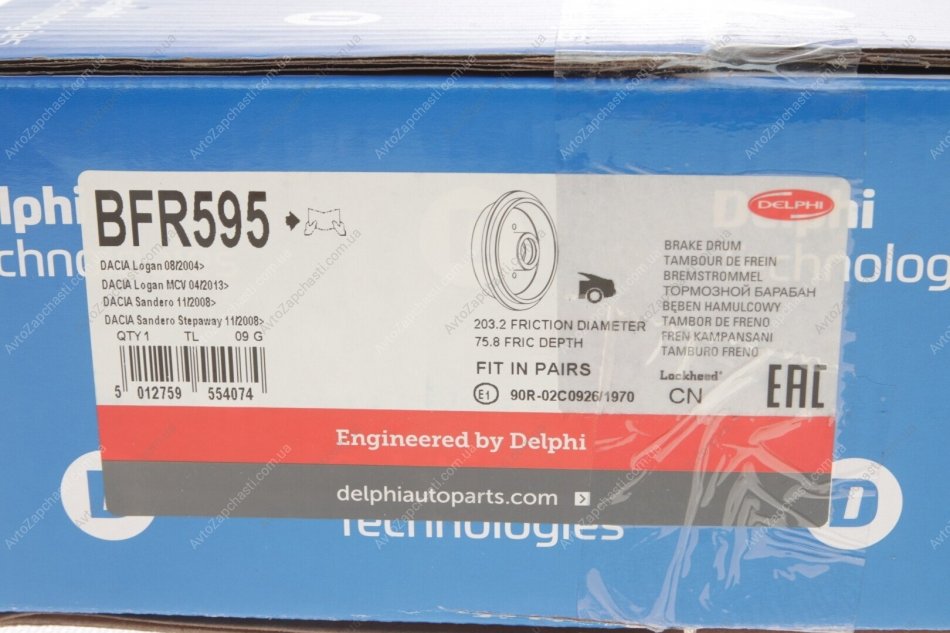 BFR595
DACIA Logan 08/2004>
DACIA Logan MCV 04/2013>
DACIA Sandero 11/2008>
DACIA Sandero Stepaway 11/2008>
QTY 1 TL 09 G
5 012759 554074
203.2 FRICTION DIAMETER
75.8 FRIC DEPTH
FIT IN PAIRS
E1 90R-02C0926/1970
DELPHI
BRAKE DRUM
TAMBOUR DE FREIN
BREMSTROMMEL
ТОРМОЗНОЙ БАРАБАН
BĘBEN HAMULCOWY
TAMBOR DE FRENO
FREN KAMPANSANI
TAMBURO FRENO
Lockheed
CN
EAC
Engineered by Delphi
delphiautoparts.com
Technologies
AvtoZapchasti.com.ua